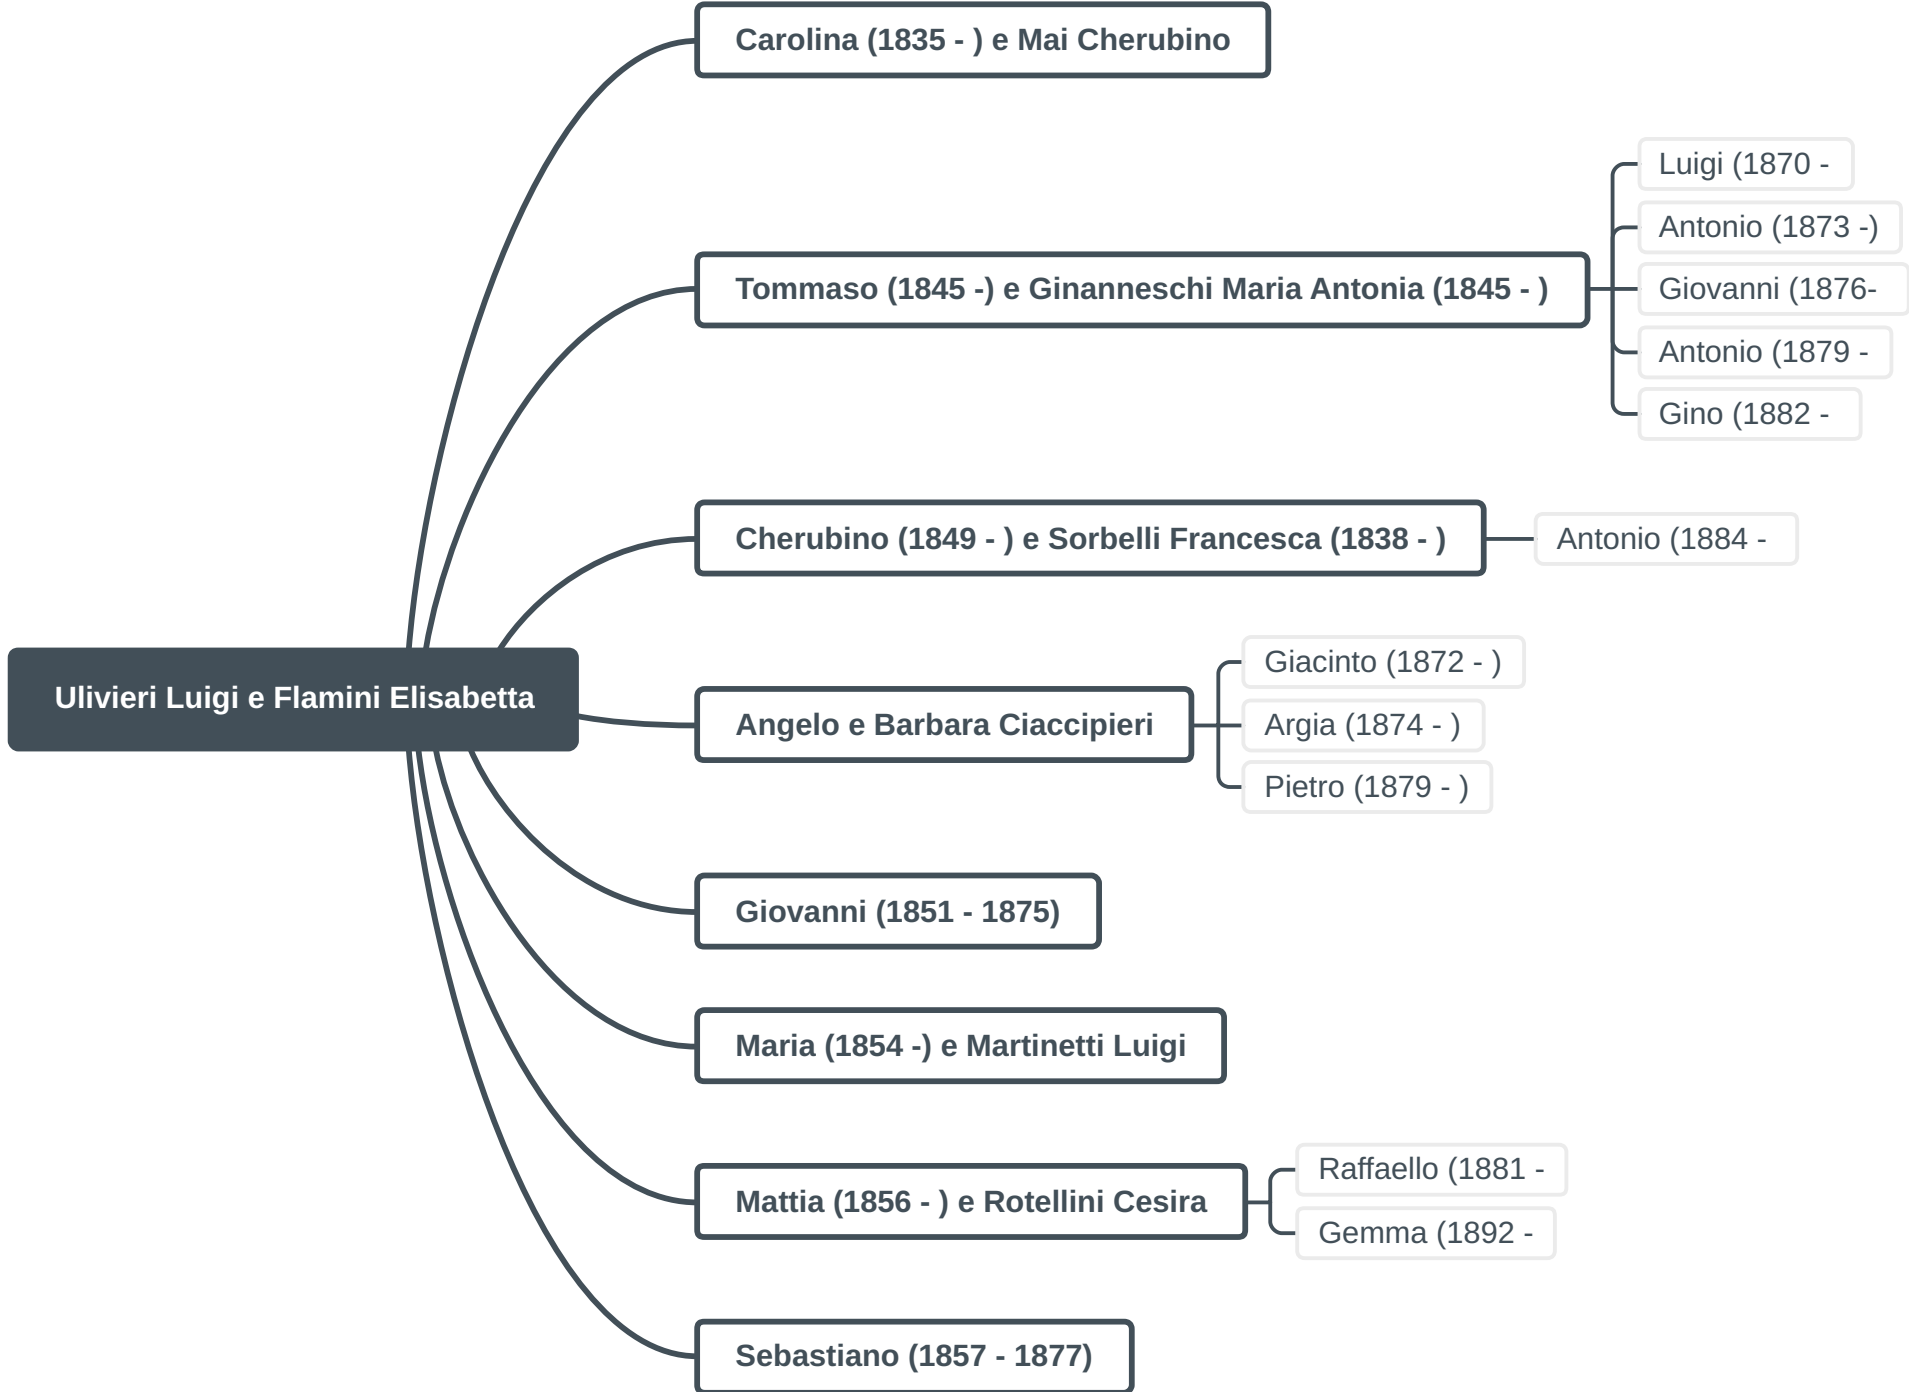 Carolina (1835 - ) e Mai Cherubino
Luigi (1870 -
Antonio (1873 -)
Tommaso (1845 -) e Ginanneschi Maria Antonia (1845 - )
Giovanni (1876-
Antonio (1879 -
Gino (1882 -
Cherubino (1849 - ) e Sorbelli Francesca (1838 - )
Antonio (1884 -
Ulivieri Luigi e Flamini Elisabetta
Giacinto (1872 - )
Angelo e Barbara Ciaccipieri
Argia (1874 - )
Pietro (1879 - )
Giovanni (1851 - 1875)
Maria (1854 -) e Martinetti Luigi
Mattia (1856 - ) e Rotellini Cesira
Raffaello (1881 -
Gemma (1892 -
Sebastiano (1857 - 1877)